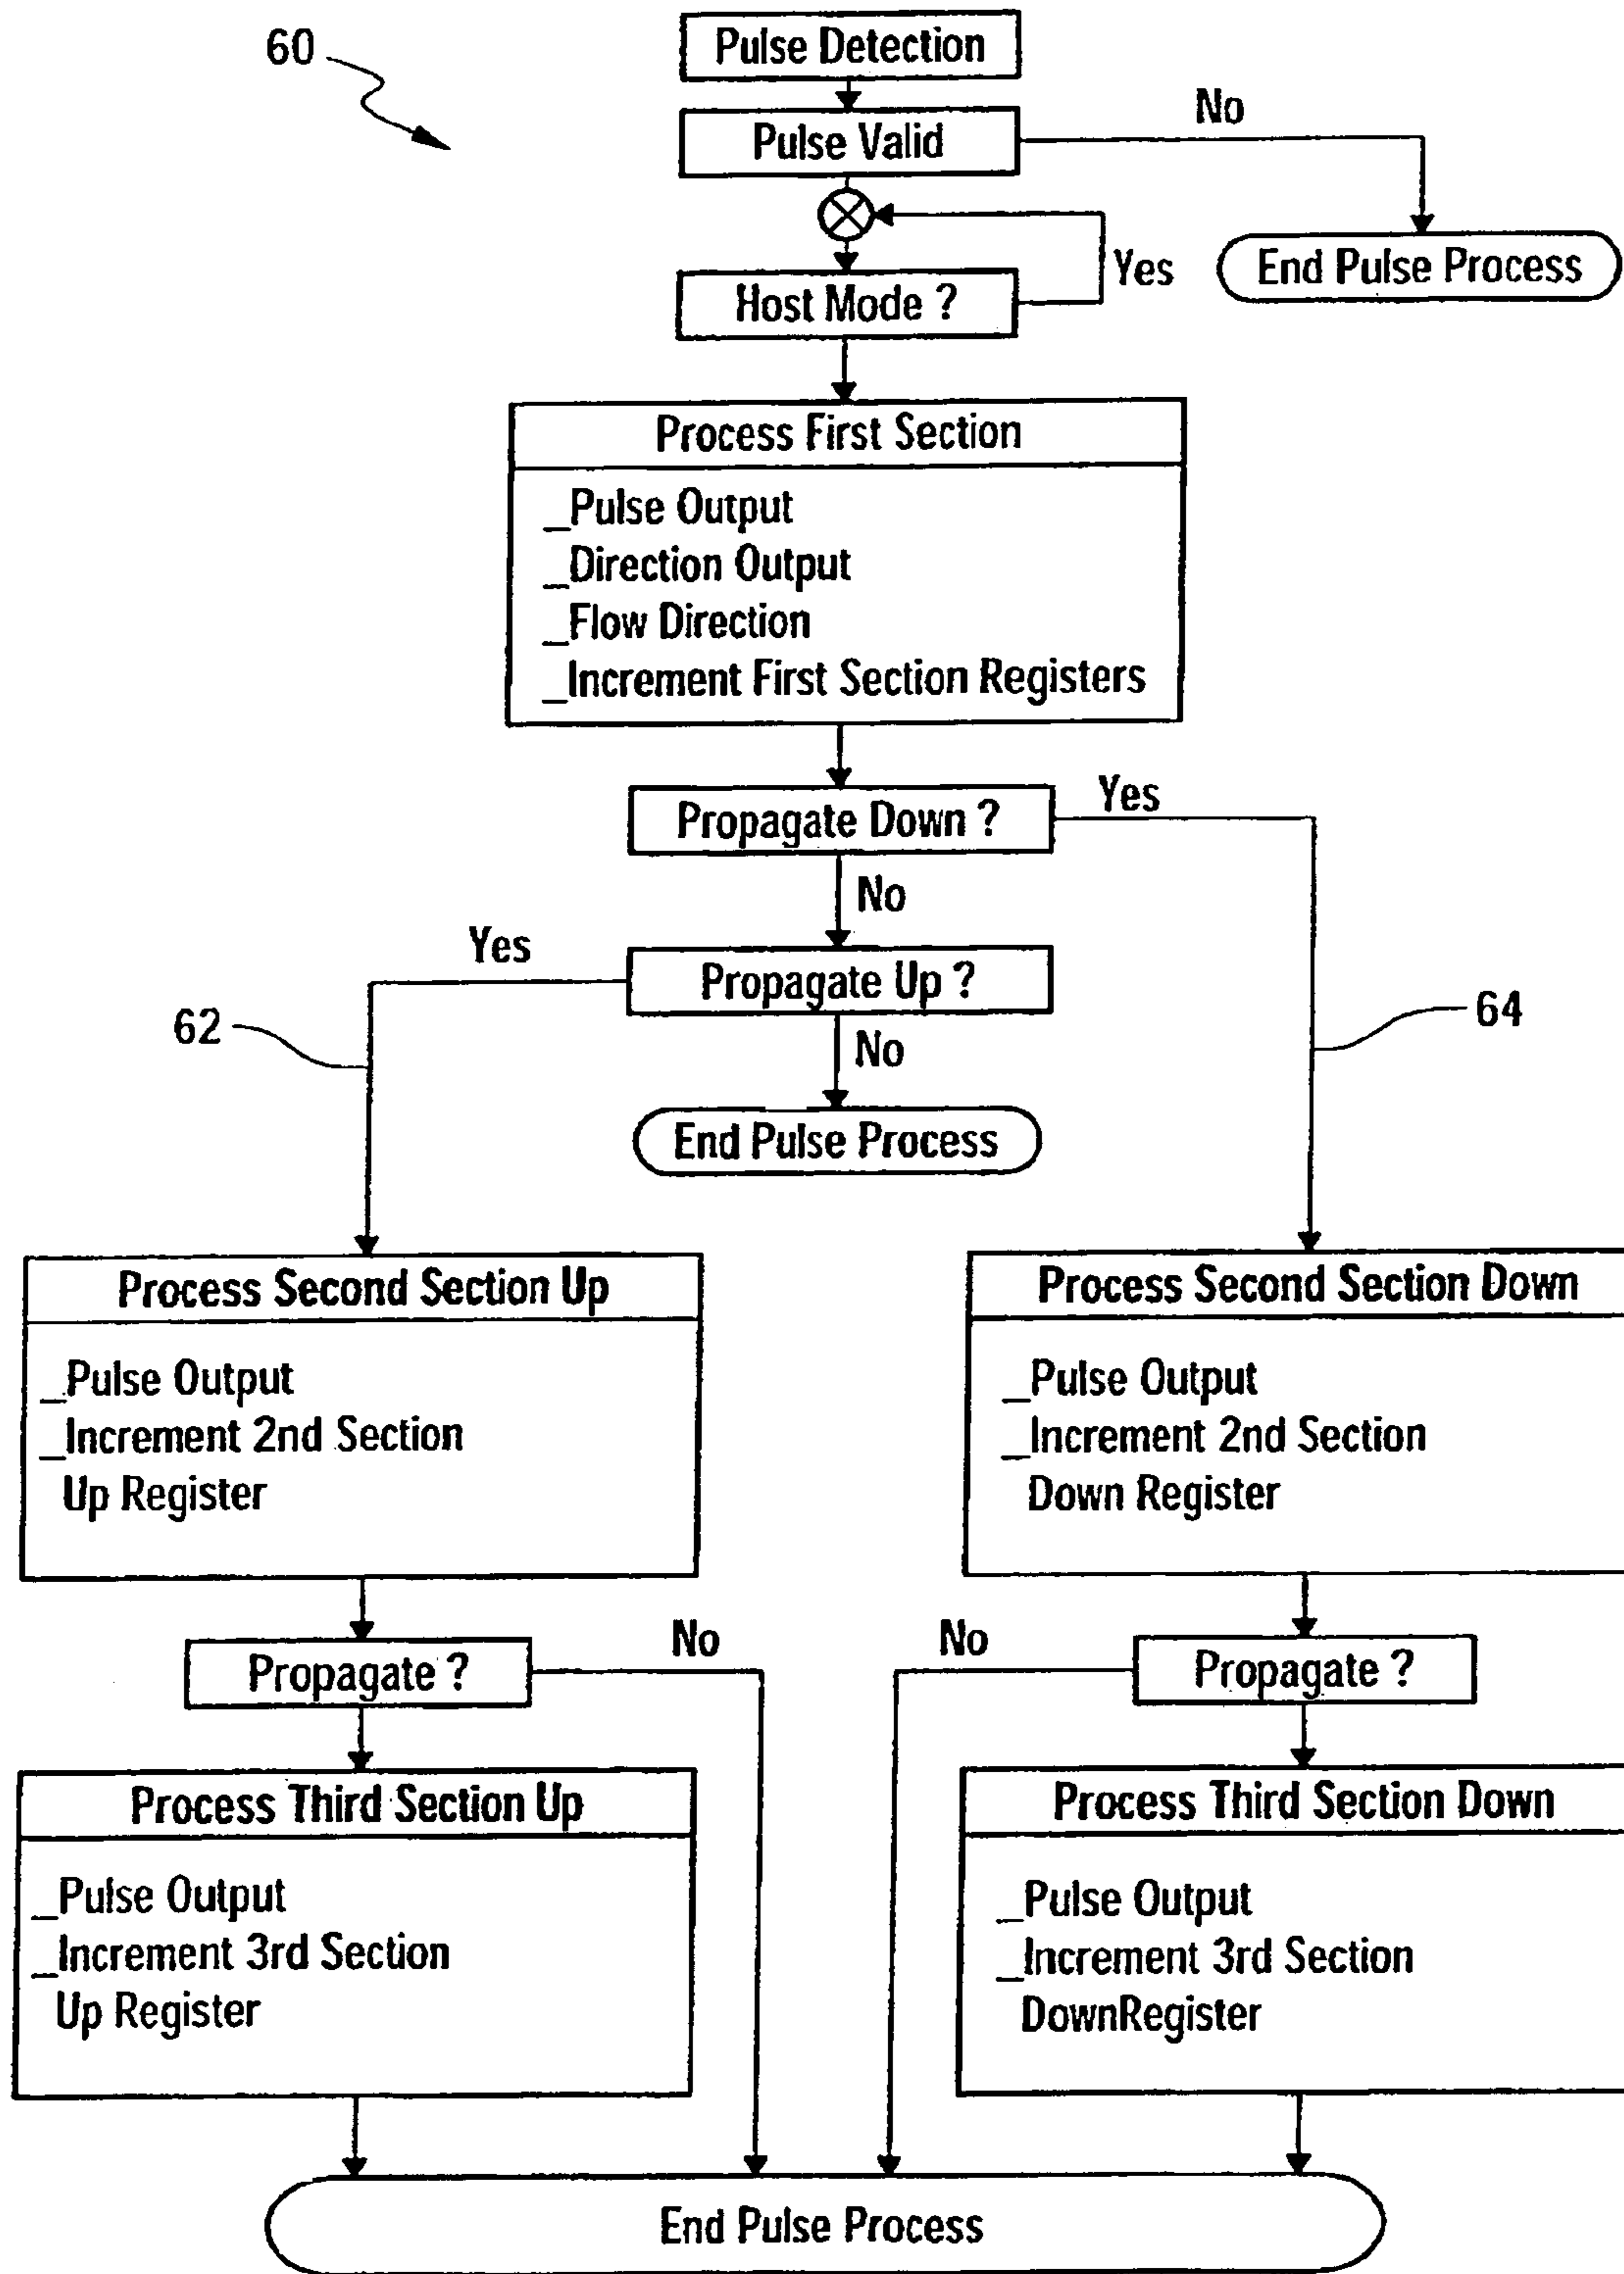 60
Pulse Detection
Pulse Valid
No
End Pulse Process
Yes
Host Mode ?
Process First Section
_Pulse Output
_Direction Output
_Flow Direction
_Increment First Section Registers
Propagate Down ?
Yes
No
Yes
Propagate Up ?
62
64
No
End Pulse Process
Process Second Section Up
_Pulse Output
_Increment 2nd Section
Up Register
Process Second Section Down
_Pulse Output
_Increment 2nd Section
Down Register
Propagate ?
No
No
Propagate ?
Process Third Section Up
_Pulse Output
_Increment 3rd Section
Up Register
Process Third Section Down
_Pulse Output
_Increment 3rd Section
DownRegister
End Pulse Process